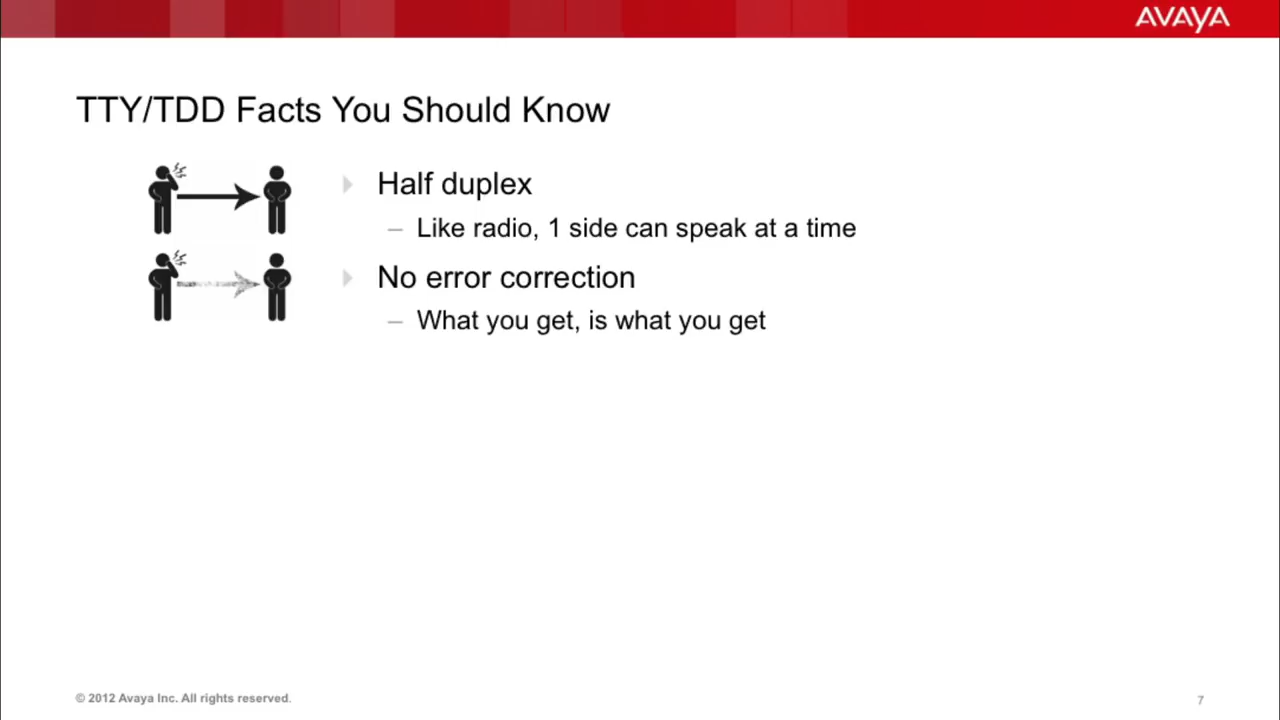 AVAYA
TTY/TDD Facts You Should Know
Half duplex
– Like radio, 1 side can speak at a time
No error correction
– What you get, is what you get
© 2012 Avaya Inc. All rights reserved.
7